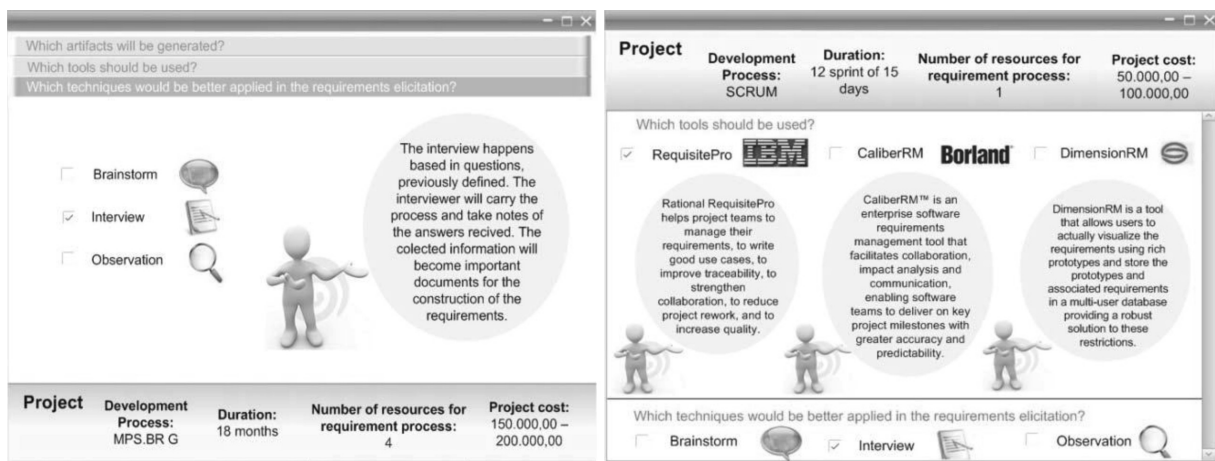 Which artifacts will be generated?
Which tools should be used?
Which techniques would be better applied in the requirements elicitation?
Brainstorm
Interview
Observation
The interview happens
based in questions,
previously defined. The
interviewer will carry the
process and take notes of
the answers recived. The
colected information will
become important
documents for the
construction of the
requirements.
Project
Development
Process:
MPS.BR G
Duration:
18 months
Number of resources for
requirement process:
4
Project cost:
150.000,00 –
200.000,00
Project
Development
Process:
SCRUM
Duration:
12 sprint of 15
days
Number of resources for
requirement process:
1
Project cost:
50.000,00 –
100.000,00
Which tools should be used?
RequisitePro IBM
CaliberRM Borland
DimensionRM
Rational RequisitePro
helps project teams to
manage their
requirements, to write
good use cases, to
improve traceability, to
strengthen
collaboration, to reduce
project rework, and to
increase quality.
CaliberRM™ is an
enterprise software
requirements
management tool that
facilitates collaboration,
impact analysis and
communication,
enabling software
teams to deliver on key
project milestones with
greater accuracy and
predictability.
DimensionRM is a tool
that allows users to
actually visualize the
requirements using rich
prototypes and store the
prototypes and
associated requirements
in a multi-user database
providing a robust
solution to these
restrictions.
Which techniques would be better applied in the requirements elicitation?
Brainstorm
Interview
Observation